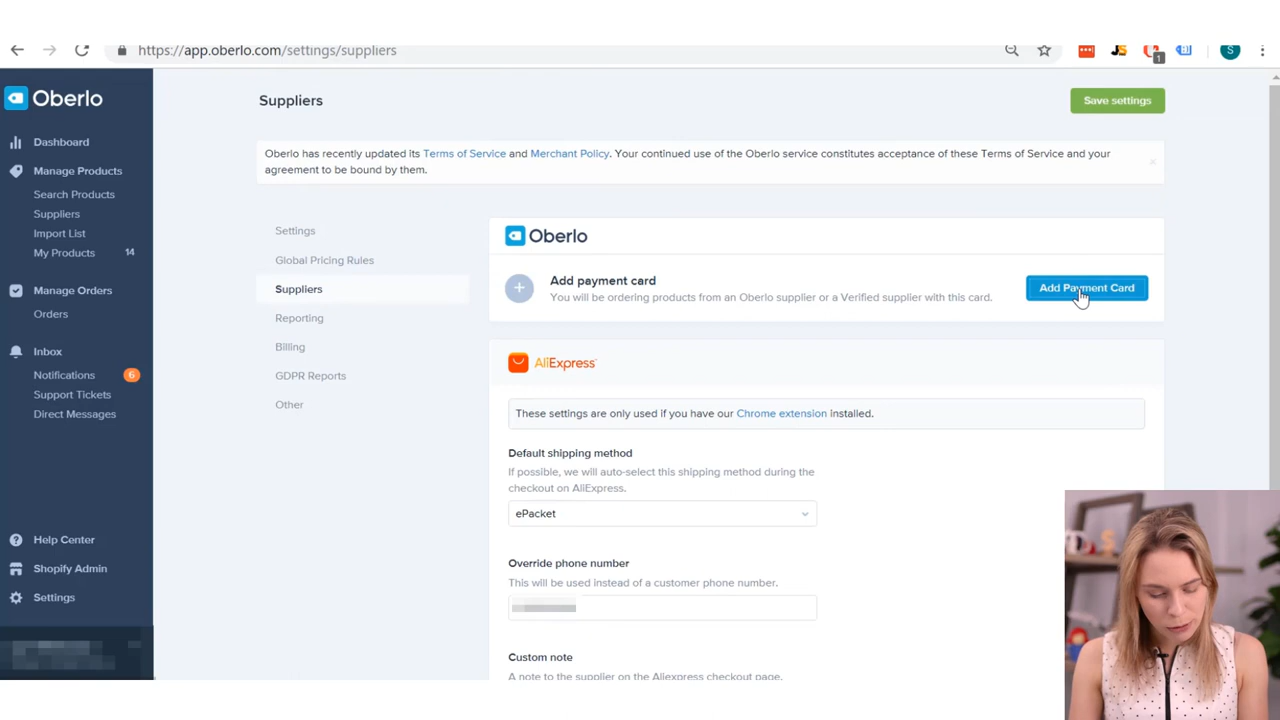 https://app.oberlo.com/settings/suppliers
1
S
Oberlo
Dashboard
Manage Products
Search Products
Suppliers
Import List
My Products 14
Manage Orders
Orders
Inbox
Notifications 6
Support Tickets
Direct Messages
Help Center
Shopify Admin
Settings
Suppliers
Save settings
Oberlo has recently updated its Terms of Service and Merchant Policy. Your continued use of the Oberlo service constitutes acceptance of these Terms of Service and your
agreement to be bound by them.
Settings
Global Pricing Rules
Suppliers
Reporting
Billing
GDPR Reports
Other
Oberlo
Add payment card
You will be ordering products from an Oberlo supplier or a Verified supplier with this card.
Add Payment Card
AliExpress
These settings are only used if you have our Chrome extension installed.
Default shipping method
If possible, we will auto-select this shipping method during the
checkout on AliExpress.
ePacket
Override phone number
This will be used instead of a customer phone number.
Custom note
A note to the supplier on the Aliexpress checkout page.